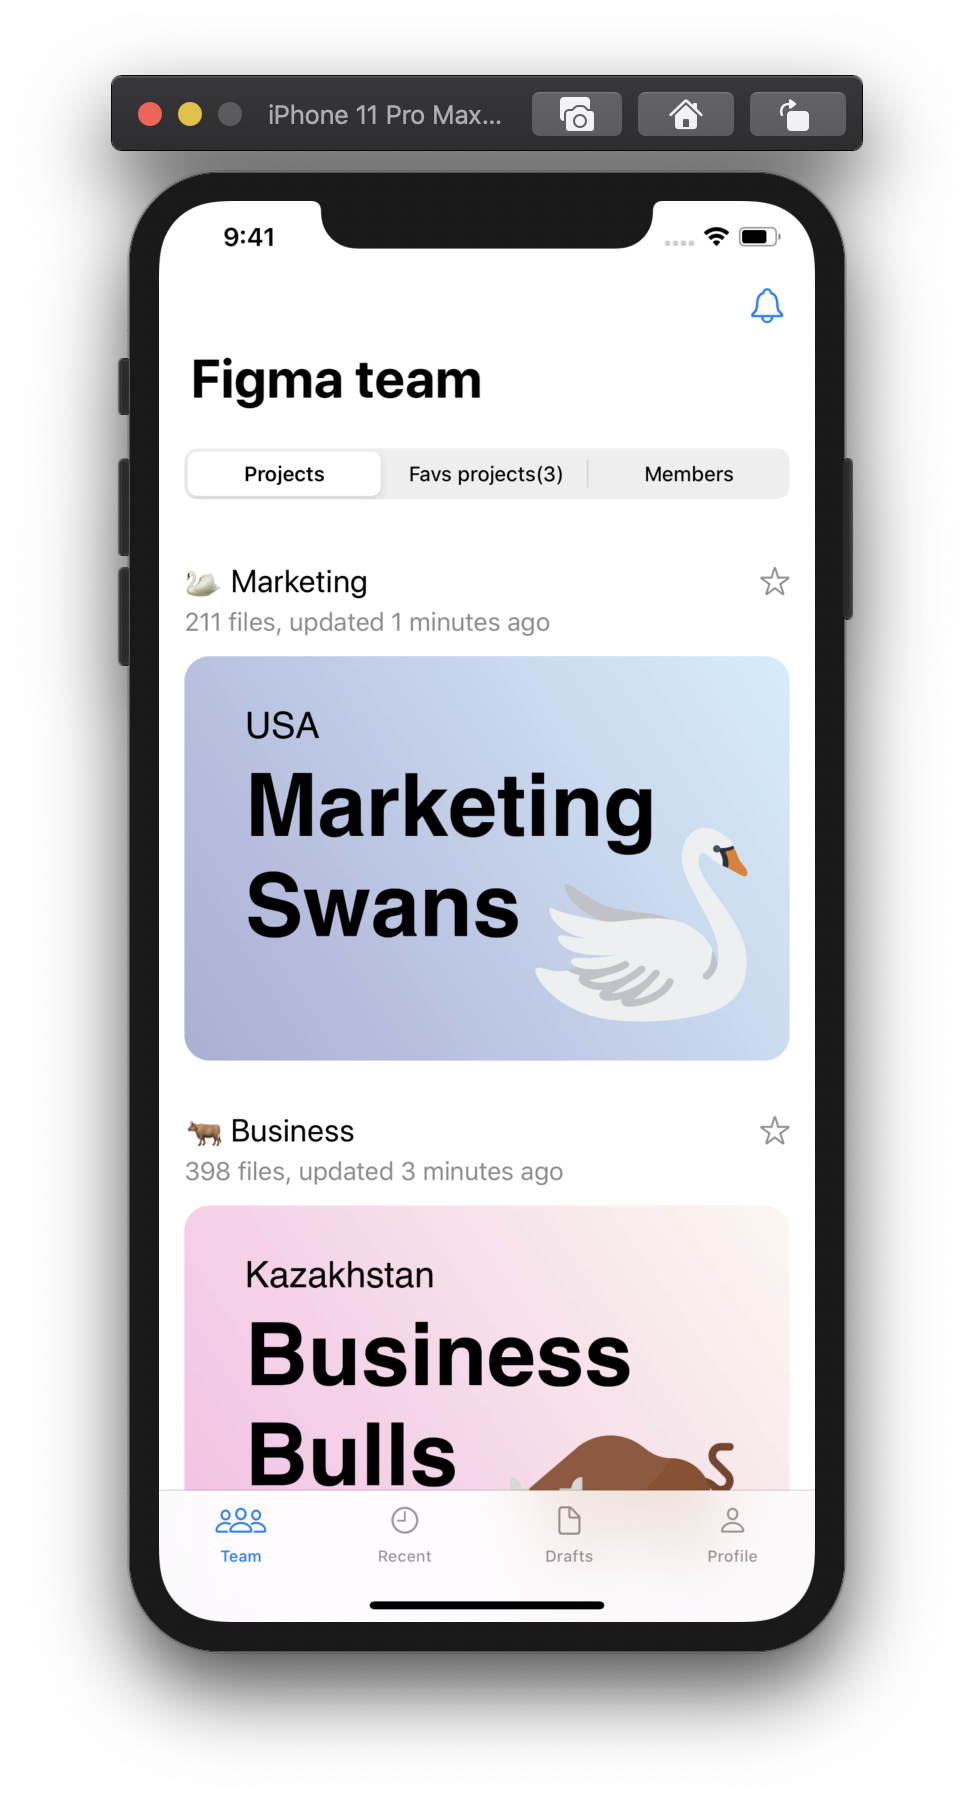 iPhone 11 Pro Max...
9:41
Figma team
Projects
Favs projects(3)
Members
Marketing
211 files, updated 1 minutes ago
USA
Marketing
Swans
Business
398 files, updated 3 minutes ago
Kazakhstan
Business
Bulls
Team
Recent
Drafts
Profile